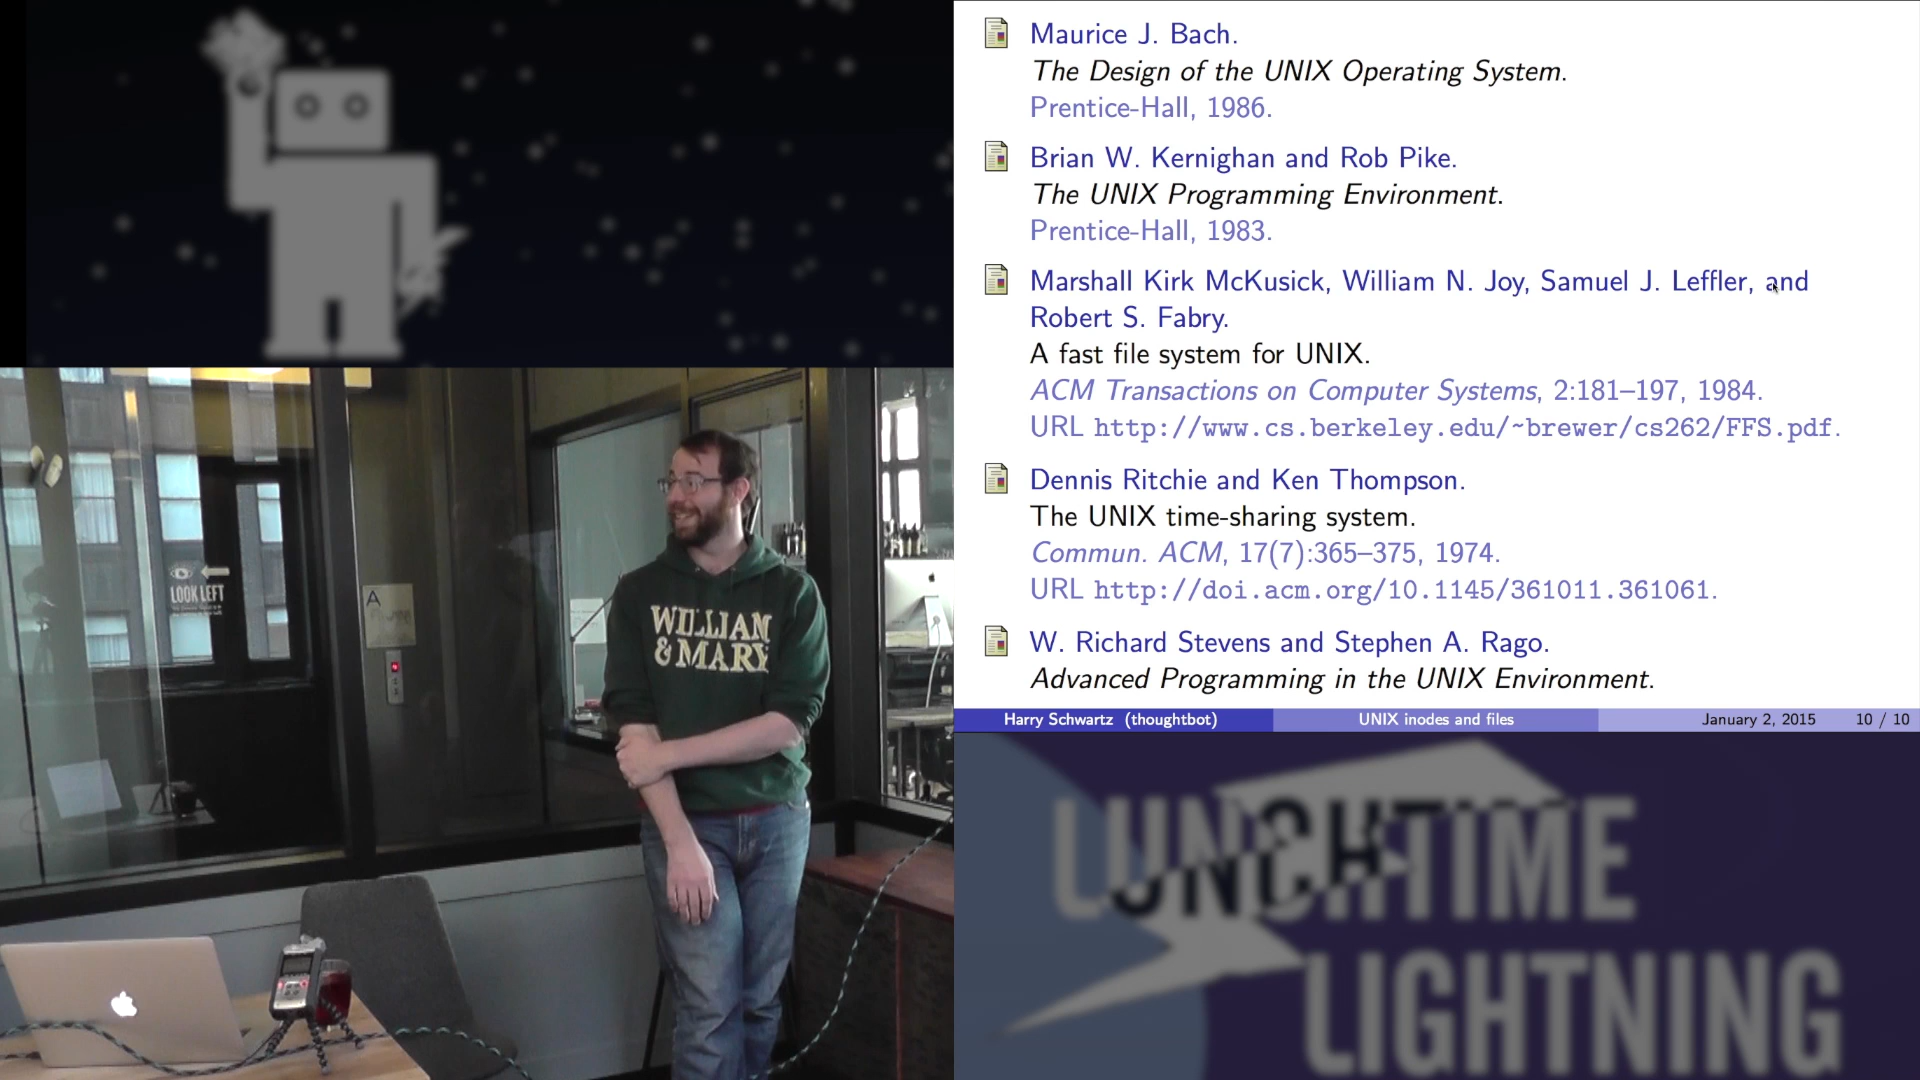 Maurice J. Bach.
The Design of the UNIX Operating System.
Prentice-Hall, 1986.
Brian W. Kernighan and Rob Pike.
The UNIX Programming Environment.
Prentice-Hall, 1983.
Marshall Kirk McKusick, William N. Joy, Samuel J. Leffler, and
Robert S. Fabry.
A fast file system for UNIX.
ACM Transactions on Computer Systems, 2:181–197, 1984.
URL http://www.cs.berkeley.edu/~brewer/cs262/FFS.pdf.
Dennis Ritchie and Ken Thompson.
The UNIX time-sharing system.
Commun. ACM, 17(7):365–375, 1974.
URL http://doi.acm.org/10.1145/361011.361061.
W. Richard Stevens and Stephen A. Rago.
Advanced Programming in the UNIX Environment.
Harry Schwartz (thoughtbot) UNIX inodes and files January 2, 2015 10 / 10
LOOK LEFT
A
WILLIAM
& MARY
LUNCHTIME
LIGHTNING